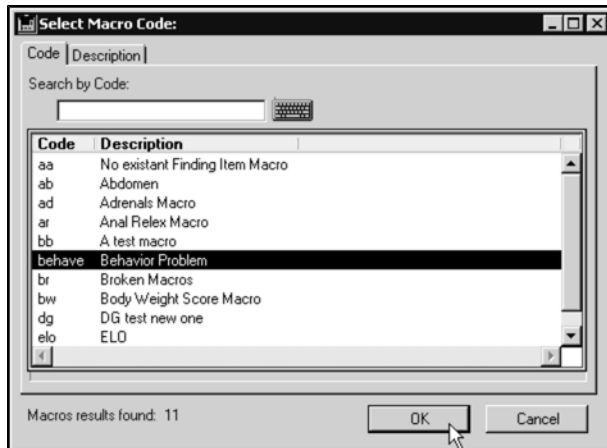 Select Macro Code:
Code Description
Search by Code:
Code Description
aa No existant Finding Item Macro
ab Abdomen
ad Adrenals Macro
ar Anal Relex Macro
bb A test macro
behave Behavior Problem
br Broken Macros
bw Body Weight Score Macro
dg DG test new one
elo ELO
Macros results found: 11
OK Cancel